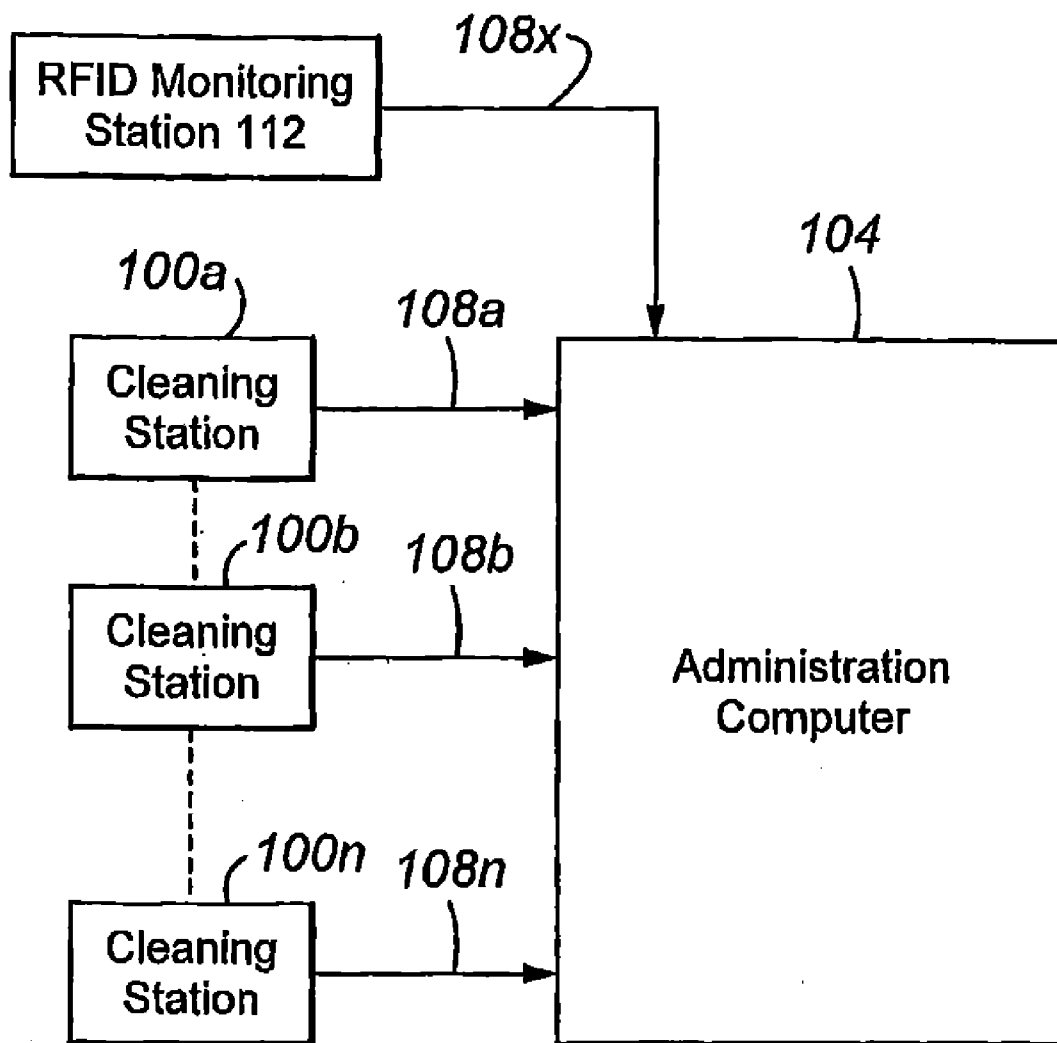 108x
RFID Monitoring
Station 112
104
100a
108a
Cleaning
Station
100b
108b
Cleaning
Station
Administration
Computer
100n
108n
Cleaning
Station